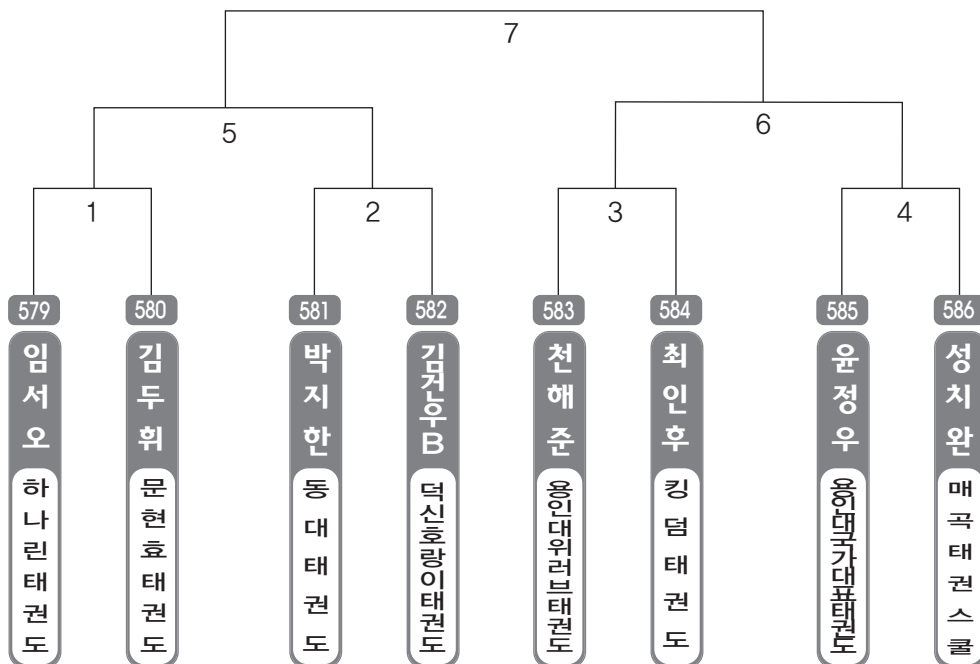 7
5
6
1
2
3
4
579
580
581
582
583
584
585
586
임서오
김두휘
박지한
김건우B
천해준
최인후
윤정우
성치완
하나린태권도
문현효태권도
동대태권도
덕신호랑이태권도
용인대위러브태권도
킹덤태권도
용인대국가대표태권도
매곡태권스쿨